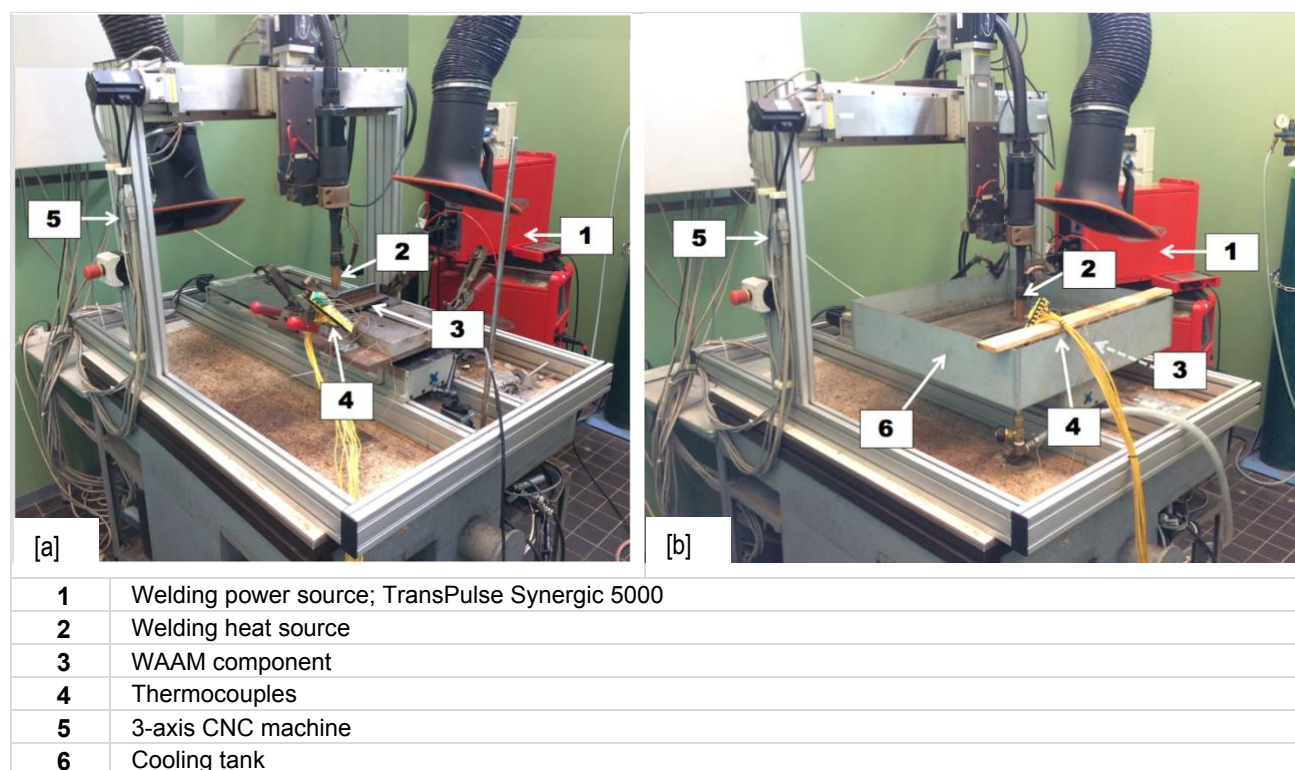 5
2
1
3
4
[a]
5
2
1
3
6
4
[b]
1 Welding power source; TransPulse Synergic 5000
2 Welding heat source
3 WAAM component
4 Thermocouples
5 3-axis CNC machine
6 Cooling tank